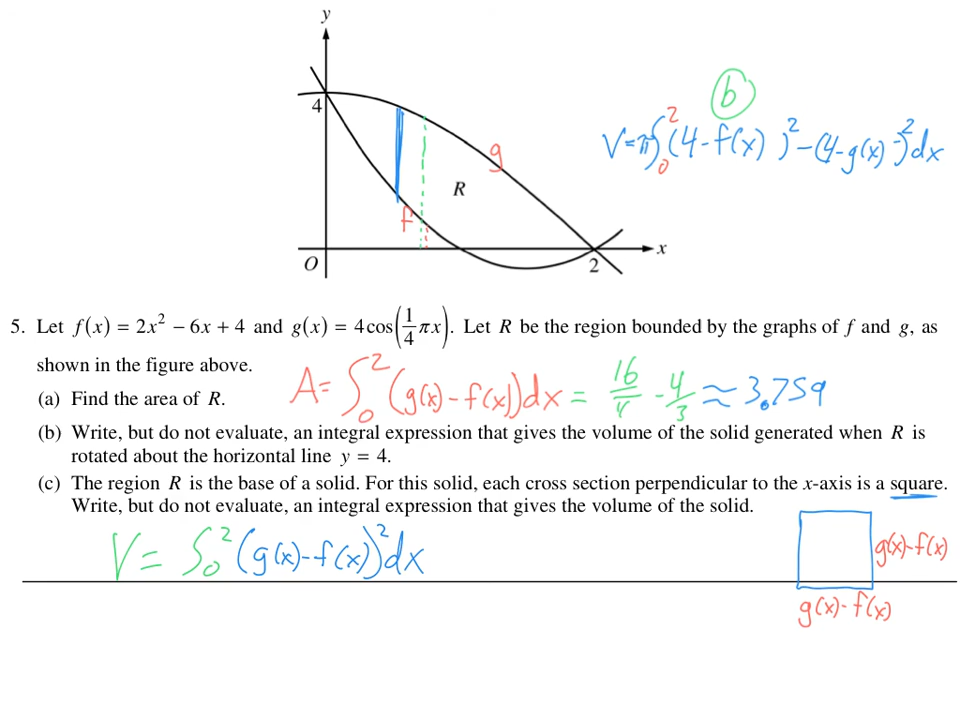 y
b
4
V=π∫₀² (4-f(x))²-(4-g(x))²dx
g
R
f
O
2
x
5. Let f(x) = 2x² − 6x + 4 and g(x) = 4cos(1/4 πx). Let R be the region bounded by the graphs of f and g, as
shown in the figure above.
A= ∫₀² (g(x)-f(x))dx = 16/π - 4/3 ≈ 3.759
(a) Find the area of R.
(b) Write, but do not evaluate, an integral expression that gives the volume of the solid generated when R is
rotated about the horizontal line y = 4.
(c) The region R is the base of a solid. For this solid, each cross section perpendicular to the x-axis is a square.
Write, but do not evaluate, an integral expression that gives the volume of the solid.
V = ∫₀² (g(x)-f(x))²dx
g(x)-f(x)
g(x)-f(x)